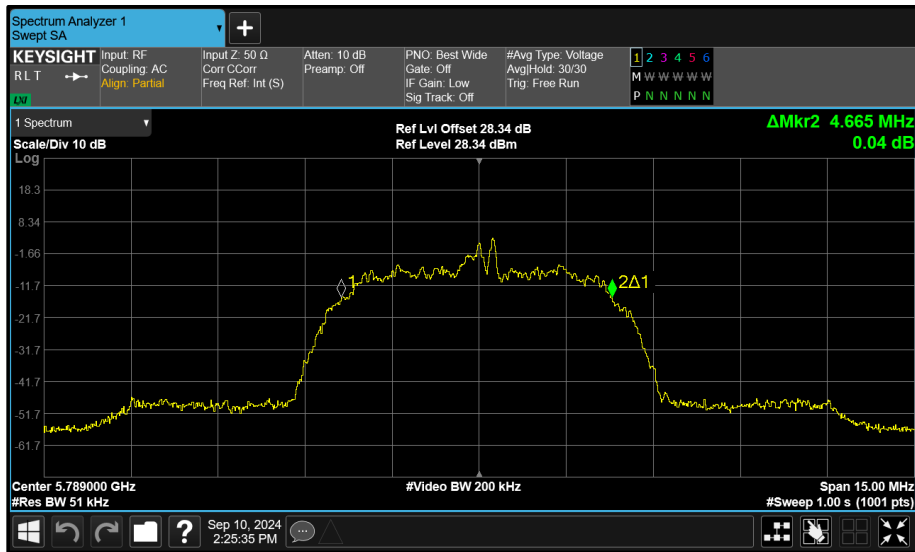 Spectrum Analyzer 1
Swept SA
+
KEYSIGHT
RLT
LXI
Input: RF
Coupling: AC
Align: Partial
Input Z: 50 Ω
Corr CCorr
Freq Ref: Int (S)
Atten: 10 dB
Preamp: Off
PNO: Best Wide
Gate: Off
IF Gain: Low
Sig Track: Off
#Avg Type: Voltage
Avg|Hold: 30/30
Trig: Free Run
1 2 3 4 5 6
M W W W W W
P N N N N N
1 Spectrum
Scale/Div 10 dB
Ref Lvl Offset 28.34 dB
Ref Level 28.34 dBm
ΔMkr2 4.665 MHz
0.04 dB
Log
18.3
8.34
-1.66
-11.7
-21.7
-31.7
-41.7
-51.7
-61.7
1
2Δ1
Center 5.789000 GHz
#Res BW 51 kHz
#Video BW 200 kHz
Span 15.00 MHz
#Sweep 1.00 s (1001 pts)
?
Sep 10, 2024
2:25:35 PM